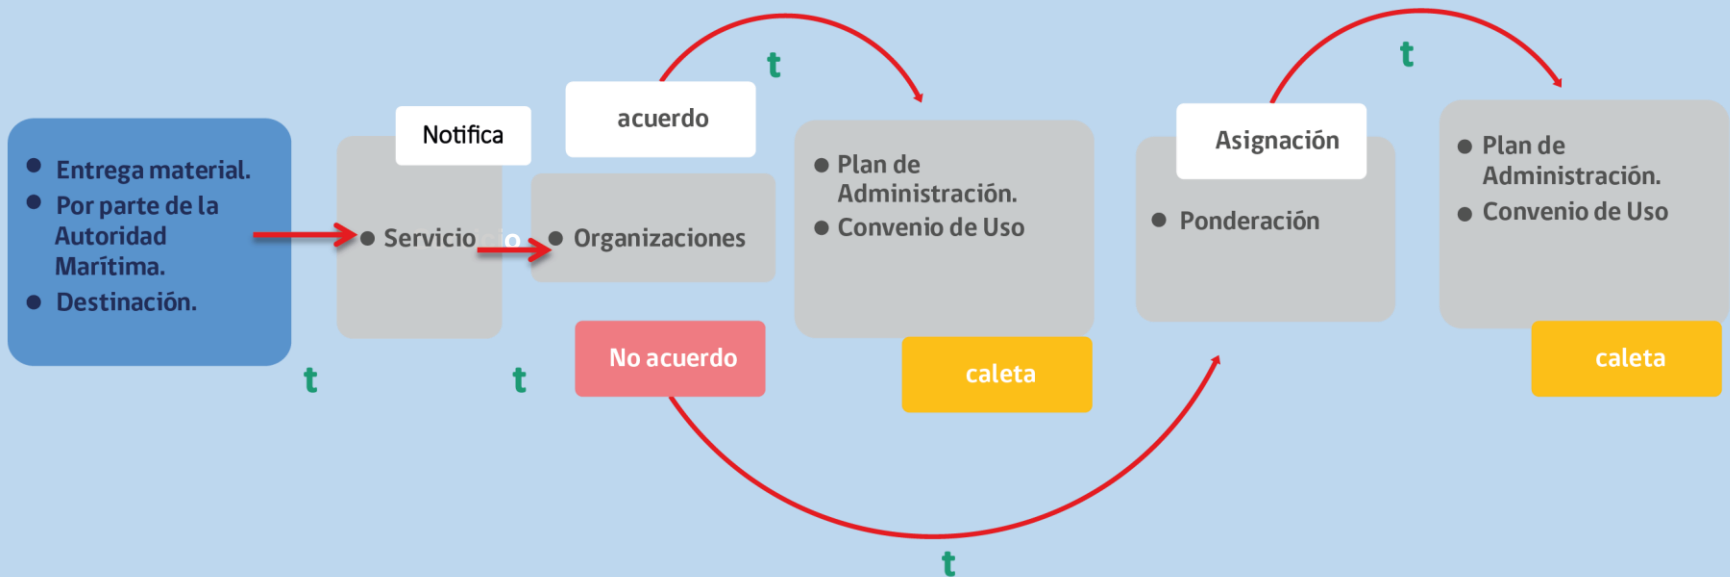 ● Entrega material.
● Por parte de la
Autoridad
Marítima.
● Destinación.
t
Notifica
● Servicio
io
t
acuerdo
● Organizaciones
No acuerdo
t
● Plan de
Administración.
● Convenio de Uso
caleta
t
Asignación
● Ponderación
t
● Plan de
Administración.
● Convenio de Uso
caleta